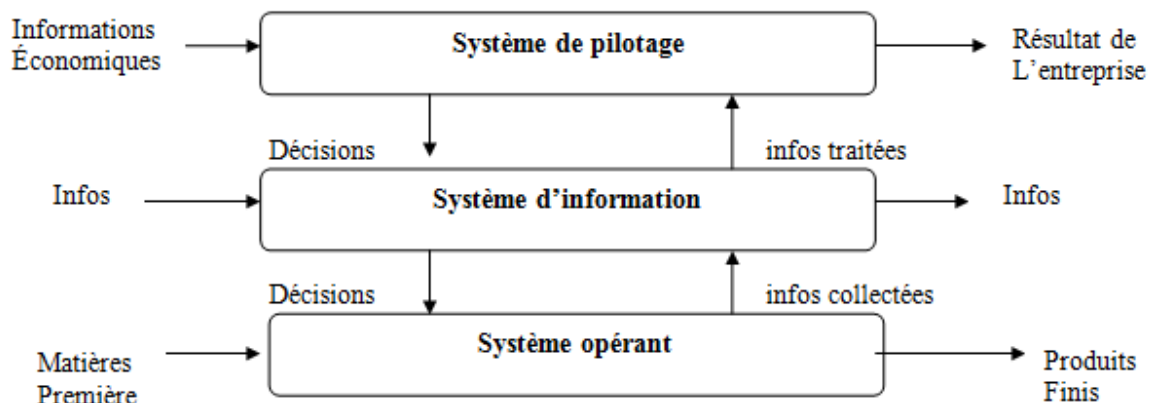 Informations
Économiques
Système de pilotage
Résultat de
L'entreprise
Décisions
infos traitées
Infos
Système d'information
Infos
Décisions
infos collectées
Matières
Première
Système opérant
Produits
Finis